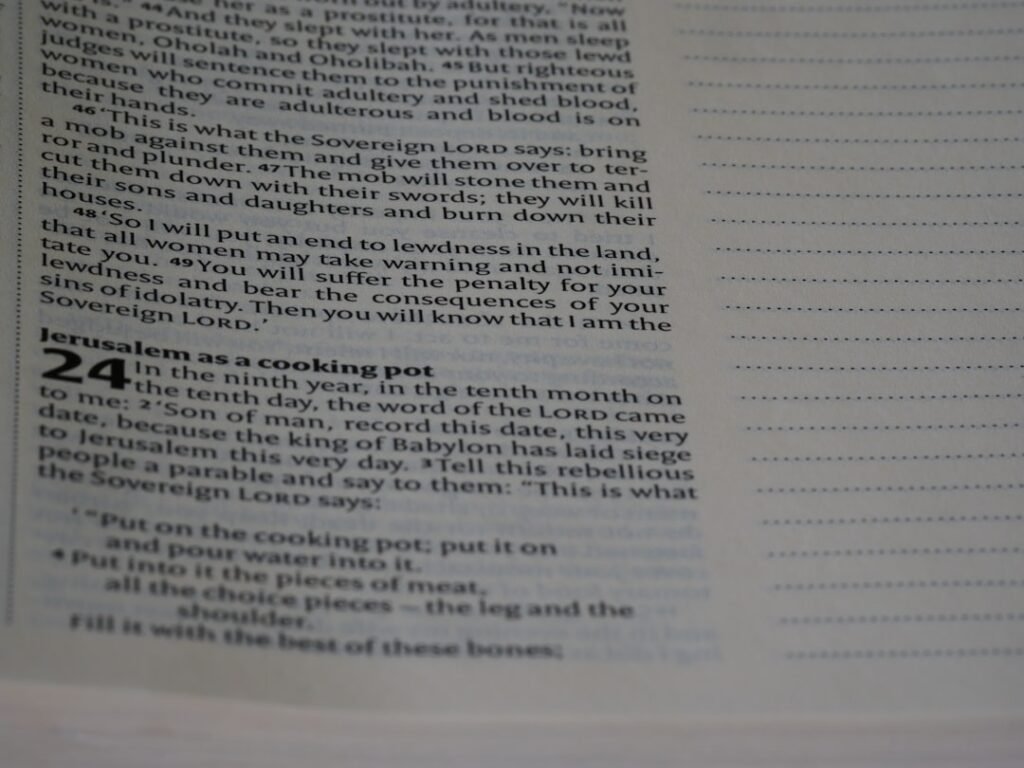 her as a prostitute, for that is all
⁴⁴And they slept with her. As men sleep
with a prostitute, so they slept with those lewd
women, Oholah and Oholibah. ⁴⁵But righteous
judges will sentence them to the punishment of
women who commit adultery and shed blood,
because they are adulterous and blood is on
their hands.
⁴⁶‘This is what the Sovereign LORD says: bring
a mob against them and give them over to ter-
ror and plunder. ⁴⁷The mob will stone them and
cut them down with their swords; they will kill
their sons and daughters and burn down their
houses.
⁴⁸‘So I will put an end to lewdness in the land,
that all women may take warning and not imi-
tate you. ⁴⁹You will suffer the penalty for your
lewdness and bear the consequences of your
sins of idolatry. Then you will know that I am the
Sovereign LORD.’
Jerusalem as a cooking pot
24 In the ninth year, in the tenth month on
the tenth day, the word of the LORD came
to me: ²‘Son of man, record this date, this very
date, because the king of Babylon has laid siege
to Jerusalem this very day. ³Tell this rebellious
people a parable and say to them: “This is what
the Sovereign LORD says:
‘“Put on the cooking pot; put it on
and pour water into it.
⁴ Put into it the pieces of meat,
all the choice pieces – the leg and the
shoulder.
Fill it with the best of these bones;